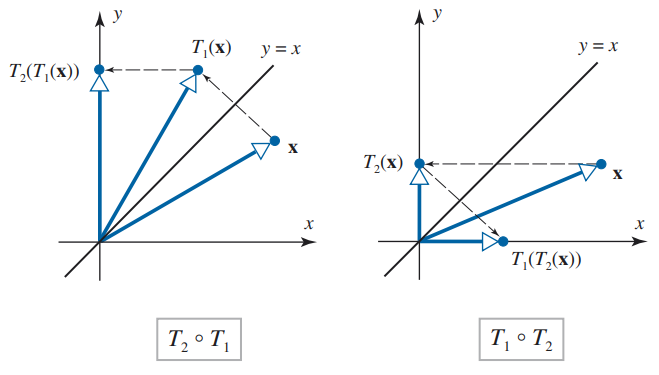 y
T₁(x)
y = x
T₂(T₁(x))
x
x
T₂ ∘ T₁
y
y = x
T₂(x)
x
x
T₁(T₂(x))
T₁ ∘ T₂